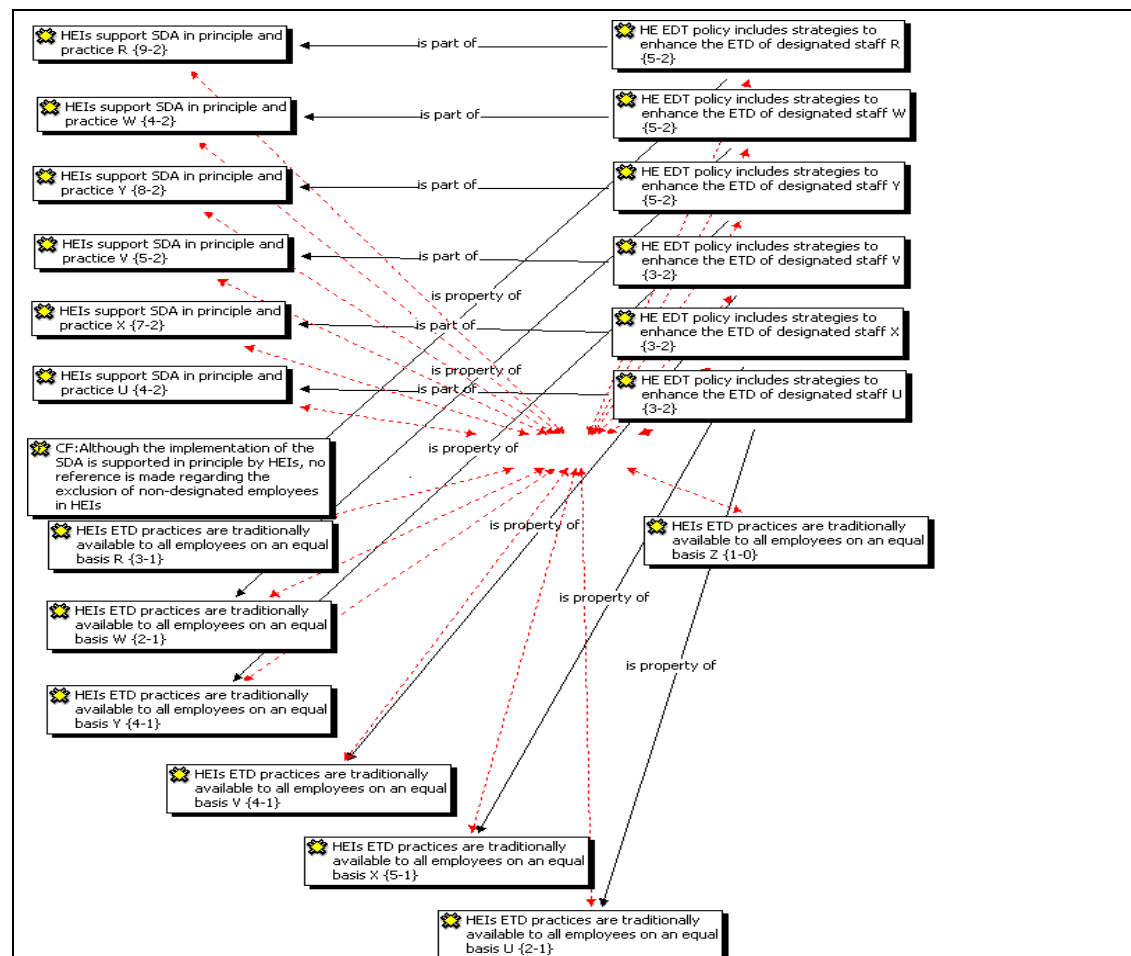 HEIs support SDA in principle and
practice R {9-2}
is part of
HE EDT policy includes strategies to
enhance the ETD of designated staff R
{5-2}
HEIs support SDA in principle and
practice W {4-2}
is part of
HE EDT policy includes strategies to
enhance the ETD of designated staff W
{5-2}
HEIs support SDA in principle and
practice Y {8-2}
is part of
HE EDT policy includes strategies to
enhance the ETD of designated staff Y
{5-2}
HEIs support SDA in principle and
practice V {5-2}
is part of
HE EDT policy includes strategies to
enhance the ETD of designated staff V
{3-2}
is property of
HEIs support SDA in principle and
practice X {7-2}
is part of
HE EDT policy includes strategies to
enhance the ETD of designated staff X
{3-2}
is property of
HEIs support SDA in principle and
practice U {4-2}
is part of
HE EDT policy includes strategies to
enhance the ETD of designated staff U
{3-2}
CF:Although the implementation of the
SDA is supported in principle by HEIs, no
reference is made regarding the
exclusion of non-designated employees
in HEIs
is property of
HEIs ETD practices are traditionally
available to all employees on an equal
basis R {3-1}
is property of
HEIs ETD practices are traditionally
available to all employees on an equal
basis Z {1-0}
HEIs ETD practices are traditionally
available to all employees on an equal
basis W {2-1}
is property of
HEIs ETD practices are traditionally
available to all employees on an equal
basis Y {4-1}
is property of
HEIs ETD practices are traditionally
available to all employees on an equal
basis V {4-1}
HEIs ETD practices are traditionally
available to all employees on an equal
basis X {5-1}
HEIs ETD practices are traditionally
available to all employees on an equal
basis U {2-1}